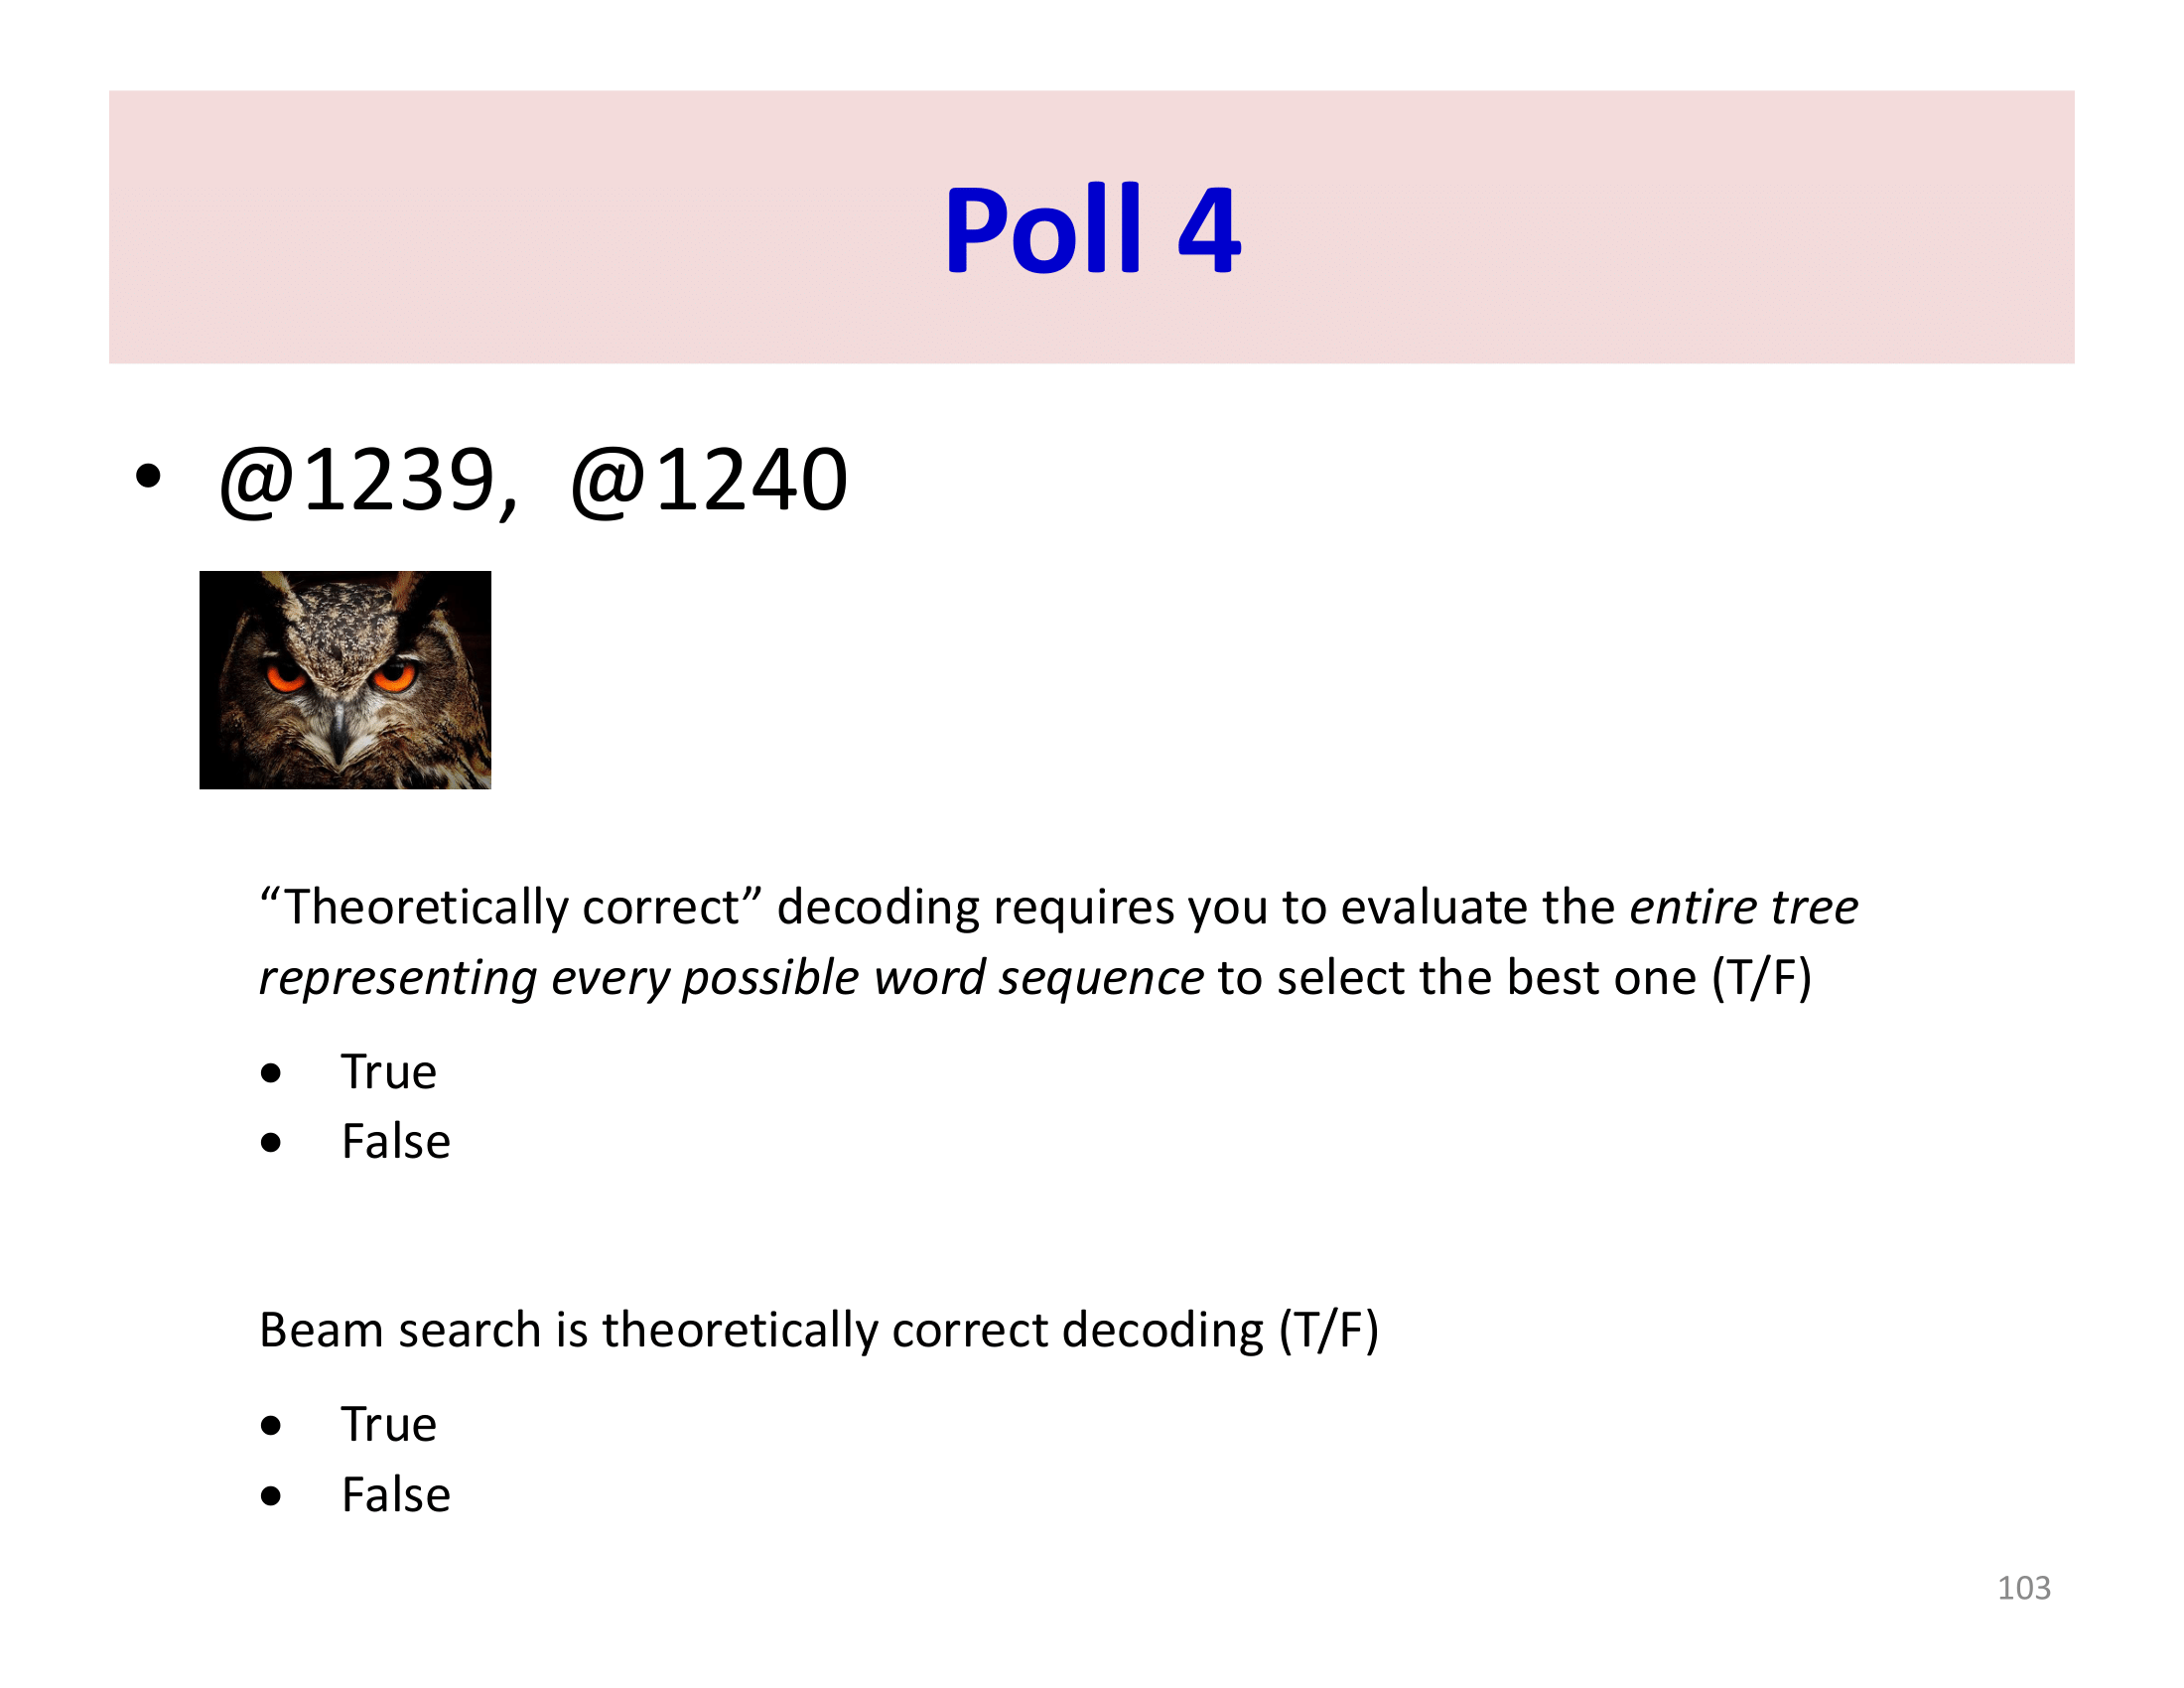 Poll 4
• @1239, @1240
“Theoretically correct” decoding requires you to evaluate the entire tree
representing every possible word sequence to select the best one (T/F)
• True
• False
Beam search is theoretically correct decoding (T/F)
• True
• False
103